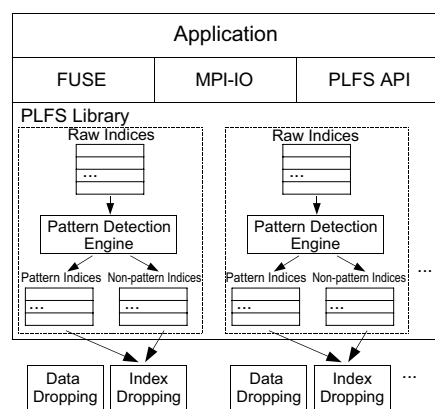 Application
FUSE MPI-IO PLFS API
PLFS Library
Raw Indices Raw Indices
... ...
Pattern Detection Pattern Detection
Engine Engine
Pattern Indices Non-pattern Indices Pattern Indices Non-pattern Indices ...
... ... ... ...
Data Index Data Index ...
Dropping Dropping Dropping Dropping